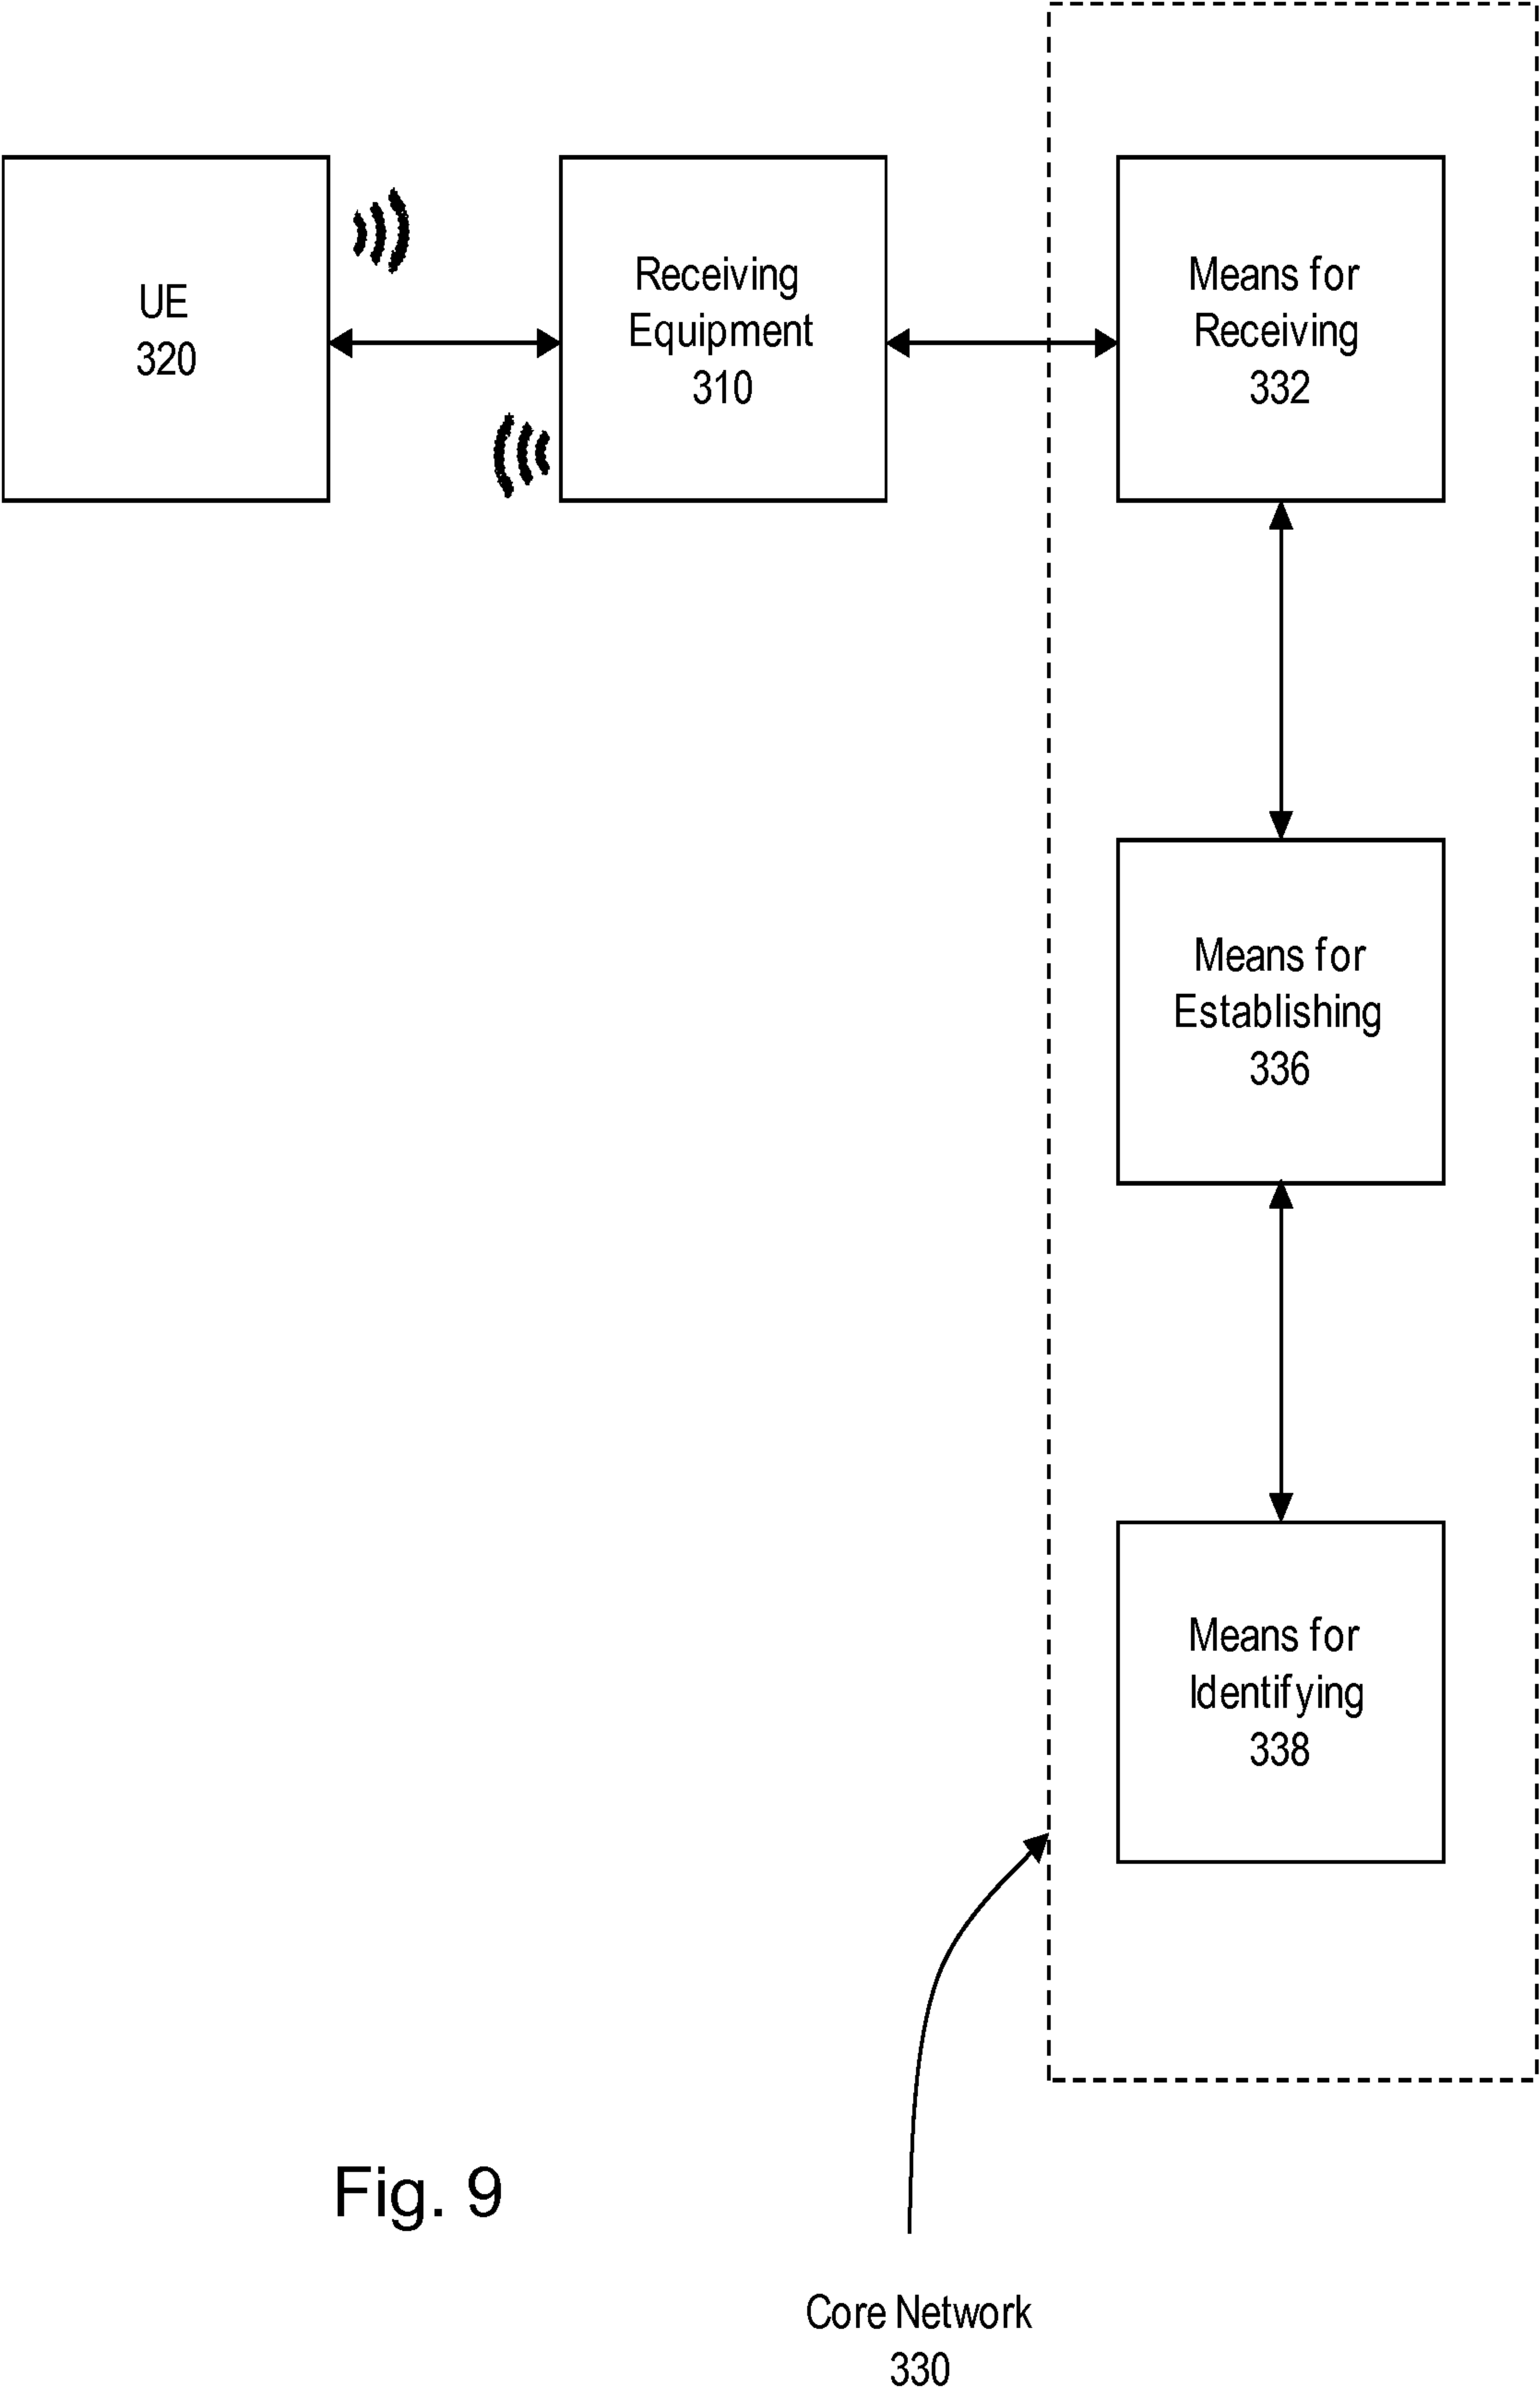 UE
320
Receiving
Equipment
310
Means for
Receiving
332
Means for
Establishing
336
Means for
Identifying
338
Fig. 9
Core Network
330